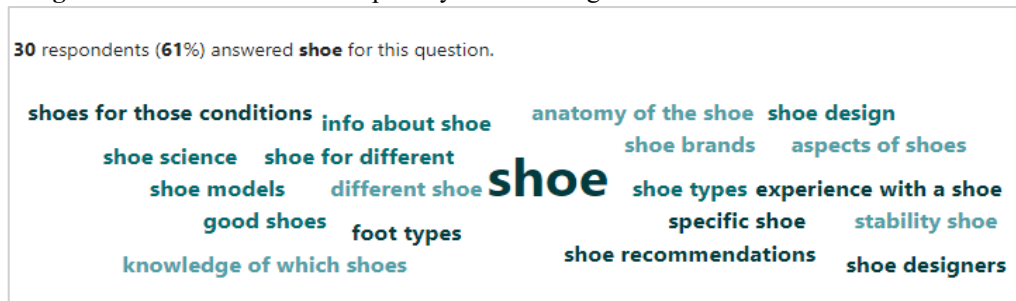 30 respondents (61%) answered shoe for this question.
shoes for those conditions
info about shoe
anatomy of the shoe
shoe design
shoe brands
aspects of shoes
shoe science
shoe for different
shoe models
different shoe
shoe
shoe types
experience with a shoe
good shoes
foot types
specific shoe
stability shoe
knowledge of which shoes
shoe recommendations
shoe designers